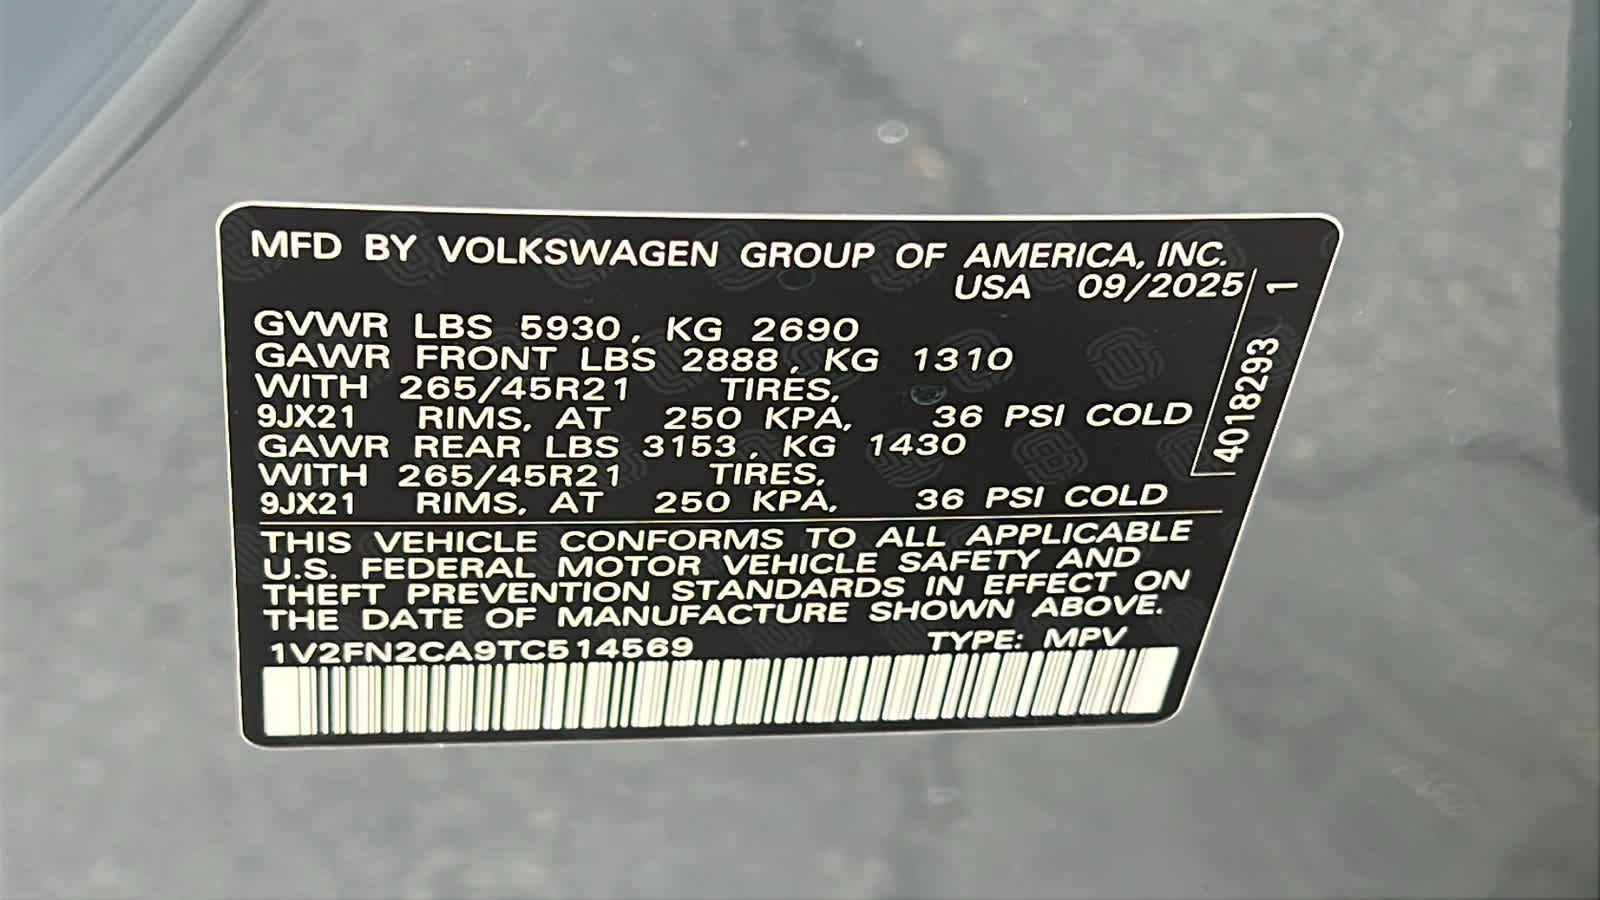 MFD BY VOLKSWAGEN GROUP OF AMERICA, INC.
USA 09/2025
GVWR LBS 5930, KG 2690
GAWR FRONT LBS 2888, KG 1310
WITH 265/45R21 TIRES,
9JX21 RIMS, AT 250 KPA, 36 PSI COLD
GAWR REAR LBS 3153, KG 1430
WITH 265/45R21 TIRES,
9JX21 RIMS, AT 250 KPA, 36 PSI COLD
THIS VEHICLE CONFORMS TO ALL APPLICABLE
U.S. FEDERAL MOTOR VEHICLE SAFETY AND
THEFT PREVENTION STANDARDS IN EFFECT ON
THE DATE OF MANUFACTURE SHOWN ABOVE.
1V2FN2CA9TC514569 TYPE: MPV
4018293 1